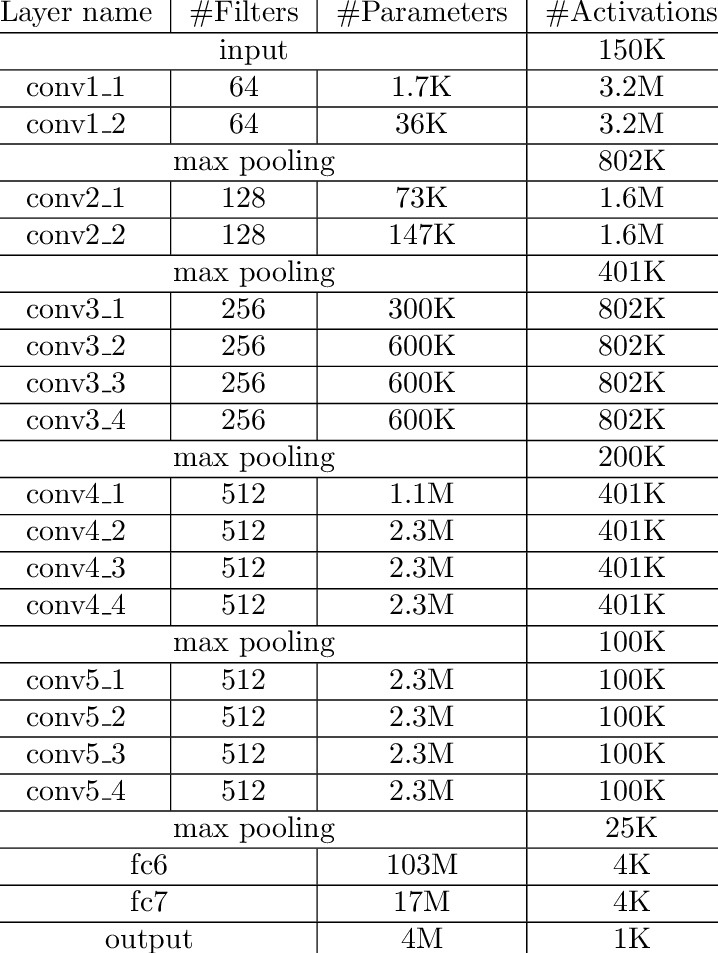 Layer name #Filters #Parameters #Activations
input 150K
conv1_1 64 1.7K 3.2M
conv1_2 64 36K 3.2M
max pooling 802K
conv2_1 128 73K 1.6M
conv2_2 128 147K 1.6M
max pooling 401K
conv3_1 256 300K 802K
conv3_2 256 600K 802K
conv3_3 256 600K 802K
conv3_4 256 600K 802K
max pooling 200K
conv4_1 512 1.1M 401K
conv4_2 512 2.3M 401K
conv4_3 512 2.3M 401K
conv4_4 512 2.3M 401K
max pooling 100K
conv5_1 512 2.3M 100K
conv5_2 512 2.3M 100K
conv5_3 512 2.3M 100K
conv5_4 512 2.3M 100K
max pooling 25K
fc6 103M 4K
fc7 17M 4K
output 4M 1K